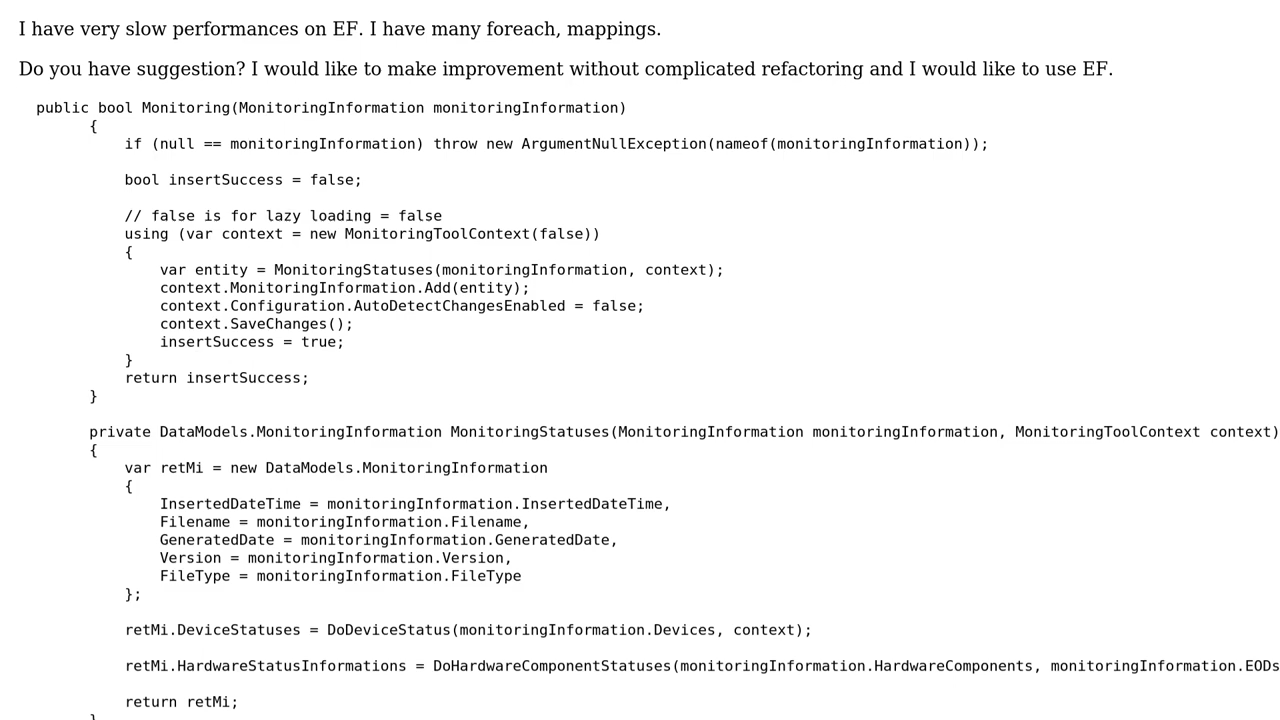 I have very slow performances on EF. I have many foreach, mappings.
Do you have suggestion? I would like to make improvement without complicated refactoring and I would like to use EF.
public bool Monitoring(MonitoringInformation monitoringInformation)
{
if (null == monitoringInformation) throw new ArgumentNullException(nameof(monitoringInformation));
bool insertSuccess = false;
// false is for lazy loading = false
using (var context = new MonitoringToolContext(false))
{
var entity = MonitoringStatuses(monitoringInformation, context);
context.MonitoringInformation.Add(entity);
context.Configuration.AutoDetectChangesEnabled = false;
context.SaveChanges();
insertSuccess = true;
}
return insertSuccess;
}
private DataModels.MonitoringInformation MonitoringStatuses(MonitoringInformation monitoringInformation, MonitoringToolContext context)
{
var retMi = new DataModels.MonitoringInformation
{
InsertedDateTime = monitoringInformation.InsertedDateTime,
Filename = monitoringInformation.Filename,
GeneratedDate = monitoringInformation.GeneratedDate,
Version = monitoringInformation.Version,
FileType = monitoringInformation.FileType
};
retMi.DeviceStatuses = DoDeviceStatus(monitoringInformation.Devices, context);
retMi.HardwareStatusInformations = DoHardwareComponentStatuses(monitoringInformation.HardwareComponents, monitoringInformation.EODs
return retMi;
}